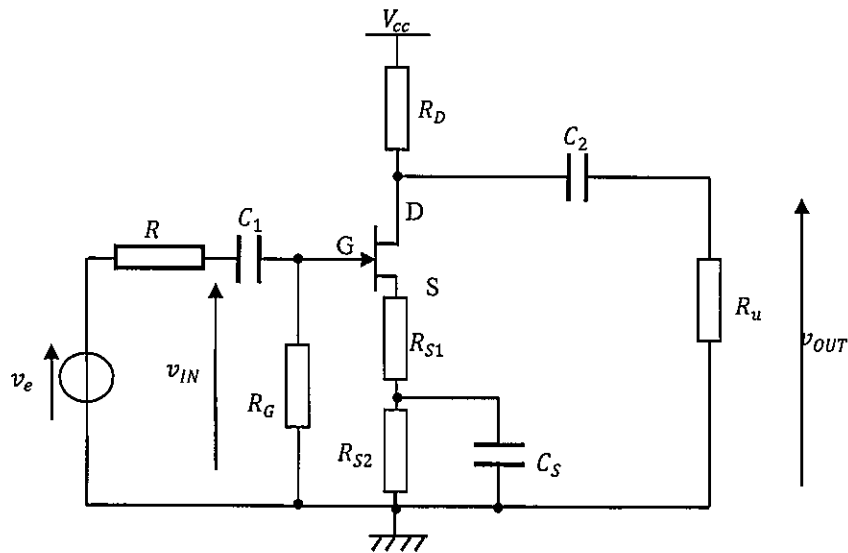 V_cc
R_D
C_2
D
R
C_1
G
S
R_u
R_S1
v_OUT
v_e
v_IN
R_G
R_S2
C_S